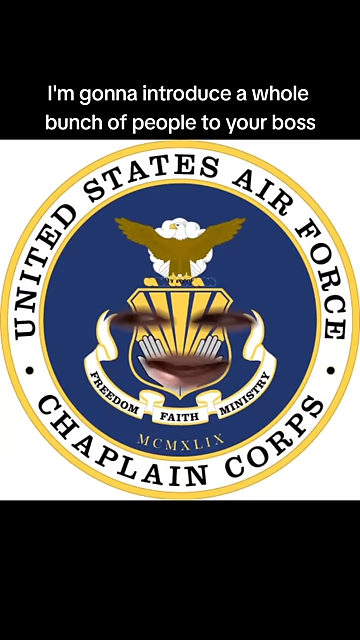 I'm gonna introduce a whole
bunch of people to your boss
UNITED STATES AIR FORCE
FREEDOM FAITH MINISTRY
MCMXLIX
CHAPLAIN CORPS